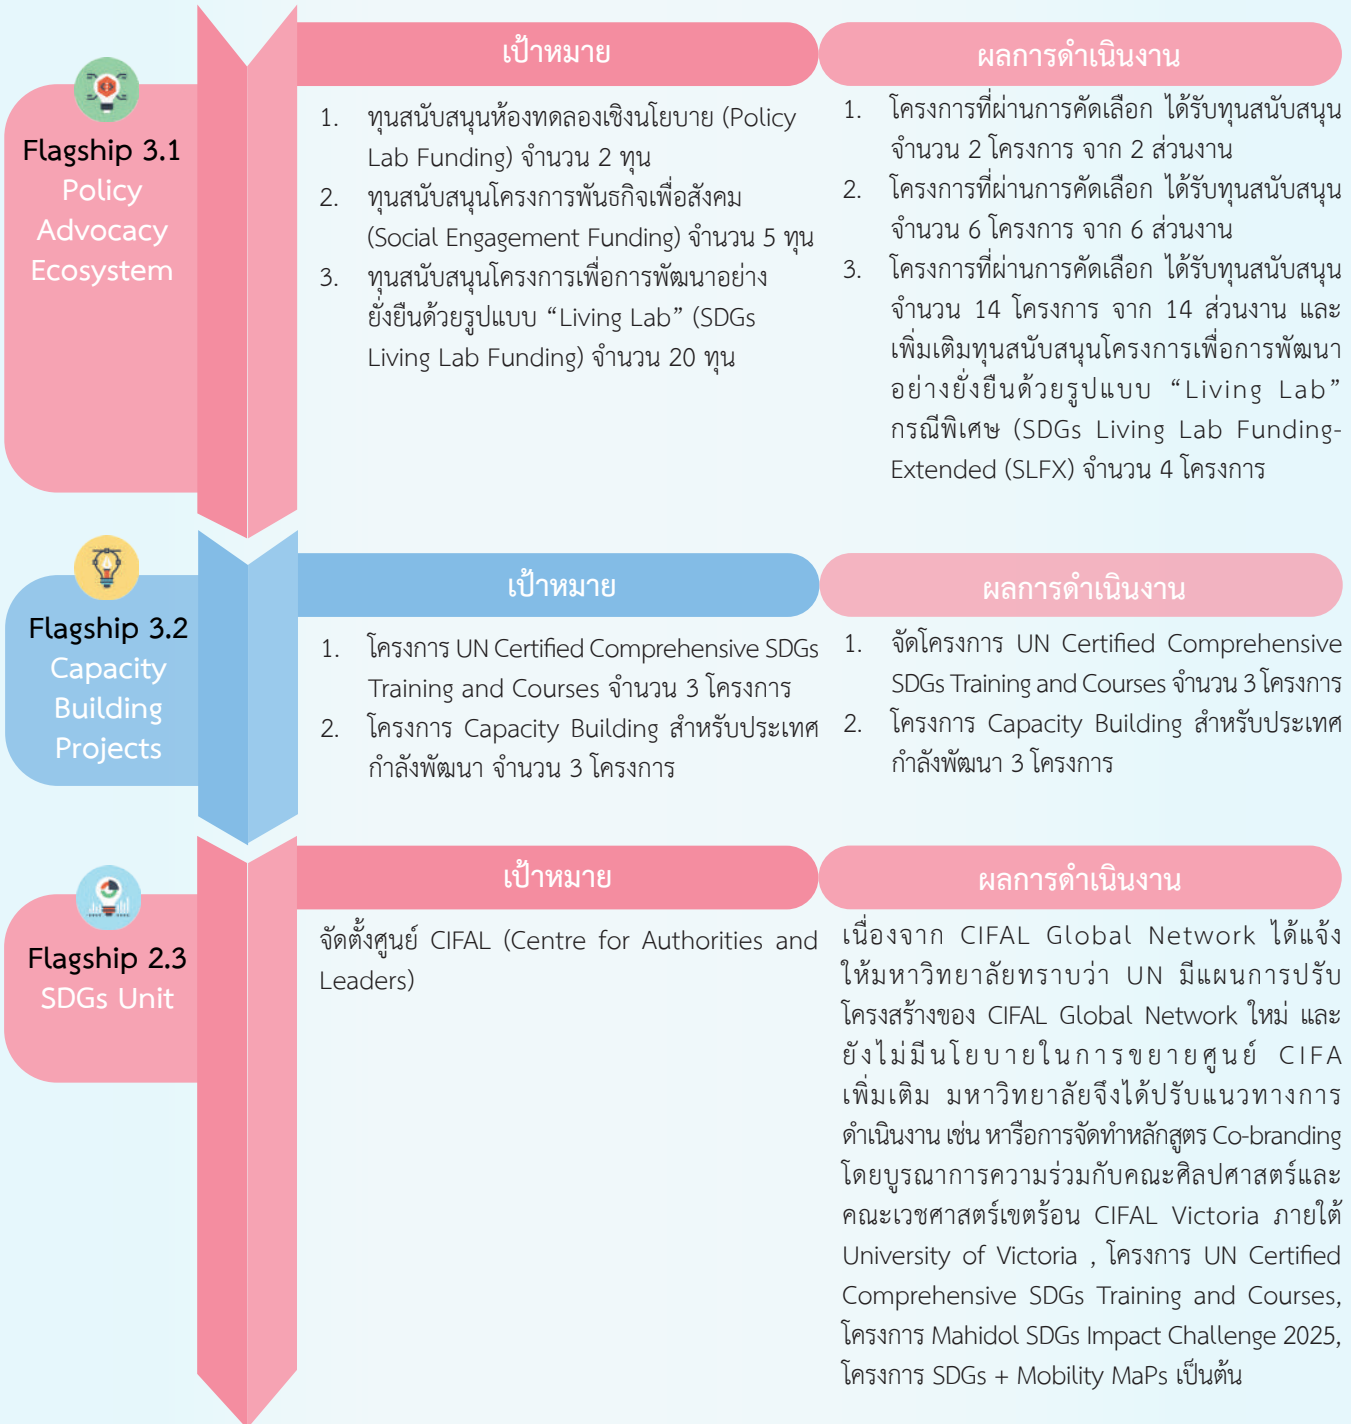 Flagship 3.1
Policy
Advocacy
Ecosystem
เป้าหมาย
1. ทุนสนับสนุนห้องทดลองเชิงนโยบาย (Policy
Lab Funding) จำนวน 2 ทุน
2. ทุนสนับสนุนโครงการพันธกิจเพื่อสังคม
(Social Engagement Funding) จำนวน 5 ทุน
3. ทุนสนับสนุนโครงการเพื่อการพัฒนาอย่าง
ยั่งยืนด้วยรูปแบบ “Living Lab” (SDGs
Living Lab Funding) จำนวน 20 ทุน
ผลการดำเนินงาน
1. โครงการที่ผ่านการคัดเลือก ได้รับทุนสนับสนุน
จำนวน 2 โครงการ จาก 2 ส่วนงาน
2. โครงการที่ผ่านการคัดเลือก ได้รับทุนสนับสนุน
จำนวน 6 โครงการ จาก 6 ส่วนงาน
3. โครงการที่ผ่านการคัดเลือก ได้รับทุนสนับสนุน
จำนวน 14 โครงการ จาก 14 ส่วนงาน และ
เพิ่มเติมทุนสนับสนุนโครงการเพื่อการพัฒนา
อย่างยั่งยืนด้วยรูปแบบ “Living Lab”
กรณีพิเศษ (SDGs Living Lab Funding-
Extended (SLFX) จำนวน 4 โครงการ
Flagship 3.2
Capacity
Building
Projects
เป้าหมาย
1. โครงการ UN Certified Comprehensive SDGs
Training and Courses จำนวน 3 โครงการ
2. โครงการ Capacity Building สำหรับประเทศ
กำลังพัฒนา จำนวน 3 โครงการ
ผลการดำเนินงาน
1. จัดโครงการ UN Certified Comprehensive
SDGs Training and Courses จำนวน 3 โครงการ
2. โครงการ Capacity Building สำหรับประเทศ
กำลังพัฒนา 3 โครงการ
Flagship 2.3
SDGs Unit
เป้าหมาย
จัดตั้งศูนย์ CIFAL (Centre for Authorities and
Leaders)
ผลการดำเนินงาน
เนื่องจาก CIFAL Global Network ได้แจ้ง
ให้มหาวิทยาลัยทราบว่า UN มีแผนการปรับ
โครงสร้างของ CIFAL Global Network ใหม่ และ
ยังไม่มีนโยบายในการขยายศูนย์ CIFA
เพิ่มเติม มหาวิทยาลัยจึงได้ปรับแนวทางการ
ดำเนินงาน เช่น หารือการจัดทำหลักสูตร Co-branding
โดยบูรณาการความร่วมกับคณะศิลปศาสตร์และ
คณะเวชศาสตร์เขตร้อน CIFAL Victoria ภายใต้
University of Victoria , โครงการ UN Certified
Comprehensive SDGs Training and Courses,
โครงการ Mahidol SDGs Impact Challenge 2025,
โครงการ SDGs + Mobility MaPs เป็นต้น